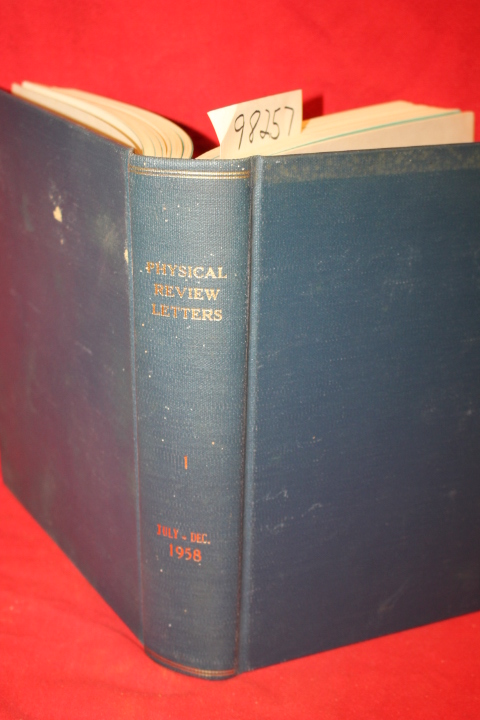 98257
PHYSICAL
REVIEW
LETTERS
1
JULY - DEC.
1958